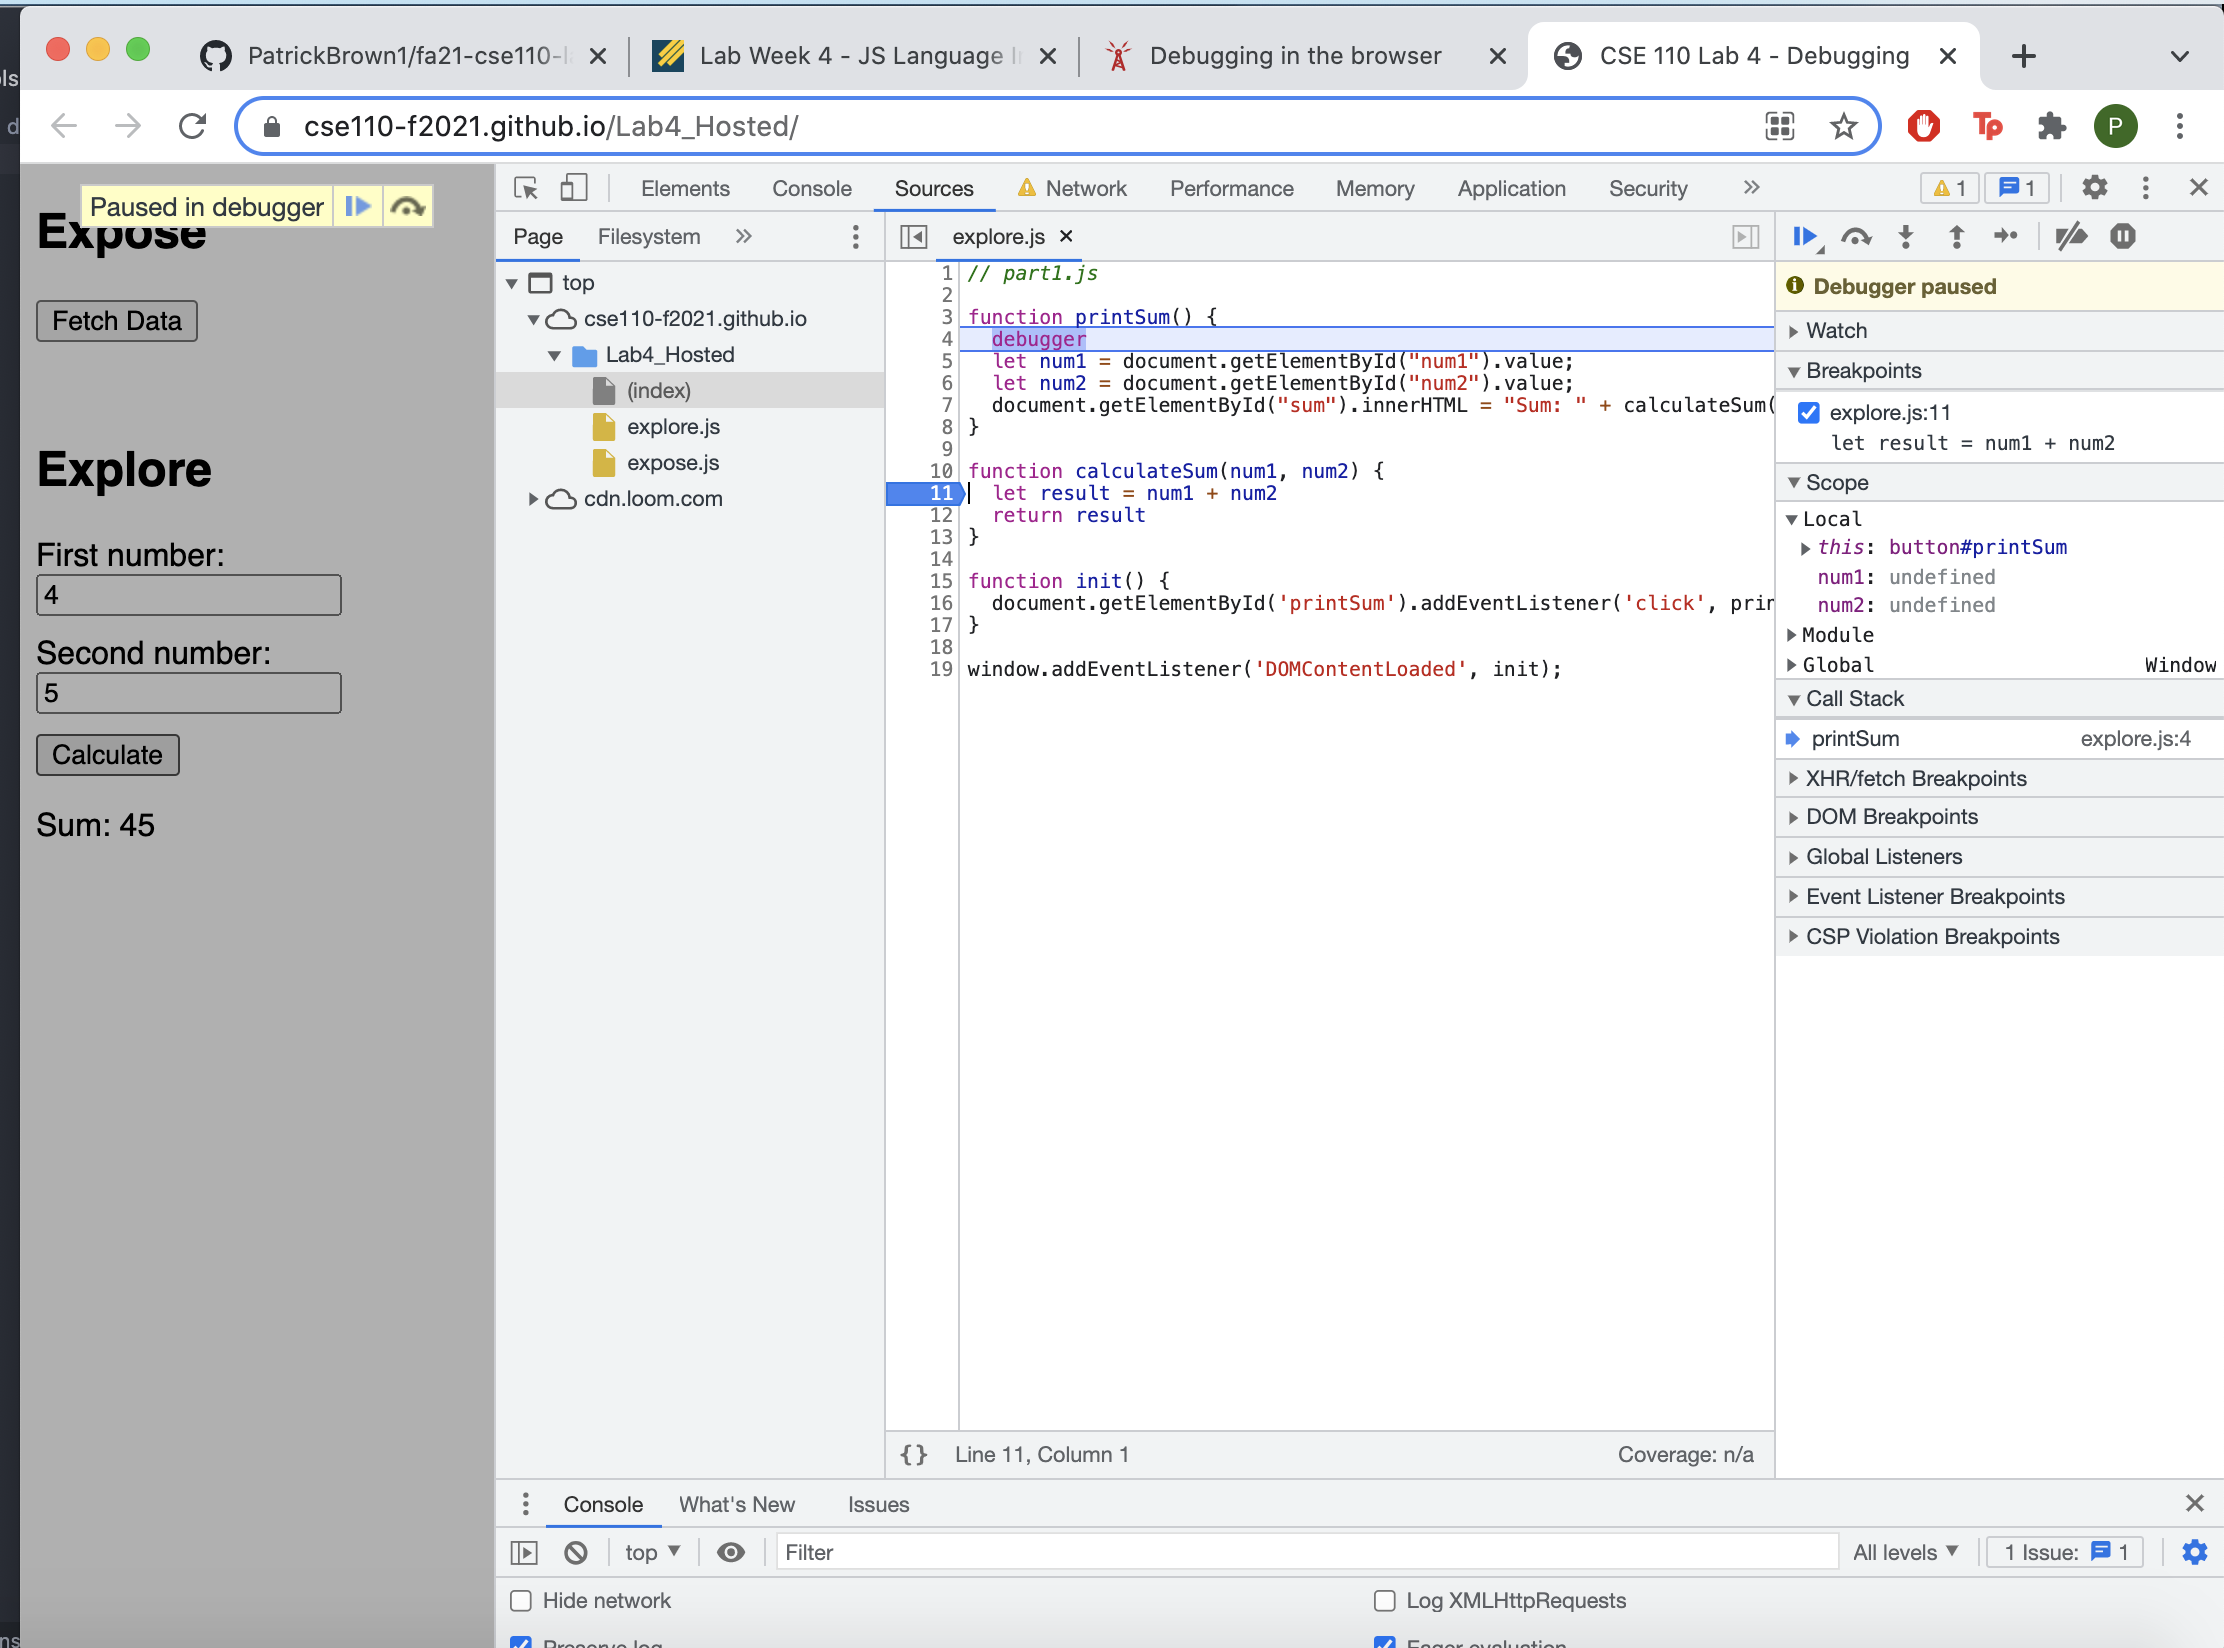 PatrickBrown1/fa21-cse110-l
Lab Week 4 - JS Language I
Debugging in the browser
CSE 110 Lab 4 - Debugging
cse110-f2021.github.io/Lab4_Hosted/
Tp
P
ols
d
Paused in debugger
Expose
Fetch Data
Explore
First number:
4
Second number:
5
Calculate
Sum: 45
Elements Console Sources Network Performance Memory Application Security » 1 1
Page Filesystem »
top
cse110-f2021.github.io
Lab4_Hosted
(index)
explore.js
expose.js
cdn.loom.com
explore.js
1 // part1.js
2
3 function printSum() {
4 debugger
5 let num1 = document.getElementById("num1").value;
6 let num2 = document.getElementById("num2").value;
7 document.getElementById("sum").innerHTML = "Sum: " + calculateSum(
8 }
9
10 function calculateSum(num1, num2) {
11 let result = num1 + num2
12 return result
13 }
14
15 function init() {
16 document.getElementById('printSum').addEventListener('click', prin
17 }
18
19 window.addEventListener('DOMContentLoaded', init);
{} Line 11, Column 1 Coverage: n/a
Debugger paused
Watch
Breakpoints
explore.js:11
let result = num1 + num2
Scope
Local
this: button#printSum
num1: undefined
num2: undefined
Module
Global Window
Call Stack
printSum explore.js:4
XHR/fetch Breakpoints
DOM Breakpoints
Global Listeners
Event Listener Breakpoints
CSP Violation Breakpoints
Console What's New Issues
top Filter All levels 1 Issue: 1
Hide network Log XMLHttpRequests
Preserve log Eager evaluation
ns